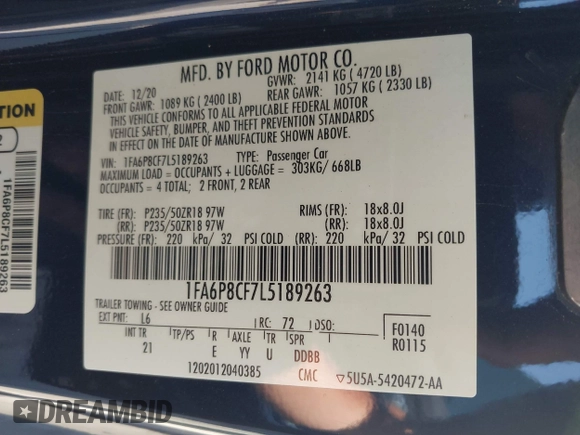 MFD. BY FORD MOTOR CO.
12/20 GVWR: 2141 KG (4720 LB)
FRONT GAWR: 1089 KG (2400 LB) REAR GAWR: 1057 KG (2330 LB)
THIS VEHICLE CONFORMS TO ALL APPLICABLE FEDERAL MOTOR
VEHICLE SAFETY, BUMPER, AND THEFT PREVENTION STANDARDS
IN EFFECT ON THE DATE OF MANUFACTURE SHOWN ABOVE.
VIN: 1FA6P8CF7L5189263 TYPE: Passenger Car
MAXIMUM LOAD = OCCUPANTS + LUGGAGE = 303KG/ 668LB
OCCUPANTS = 4 TOTAL; 2 FRONT, 2 REAR
TIRE (FR): P235/50ZR18 97W RIMS (FR): 18x8.0J
(RR): P235/50ZR18 97W (RR): 18x8.0J
PRESSURE (FR): 220 kPa/ 32 PSI COLD (RR): 220 kPa/ 32 PSI COLD
1FA6P8CF7L5189263
TRAILER TOWING - SEE OWNER GUIDE
EXT PNT: L6 RC: 72 DSO: F0140
INT TR TP/PS R AXLE TR SPR R0115
21 E YY U DDBB
1202012040385 CMC ▽5U5A-5420472-AA
TION
2
1FA6P8CF7L5189263
DREAMBID